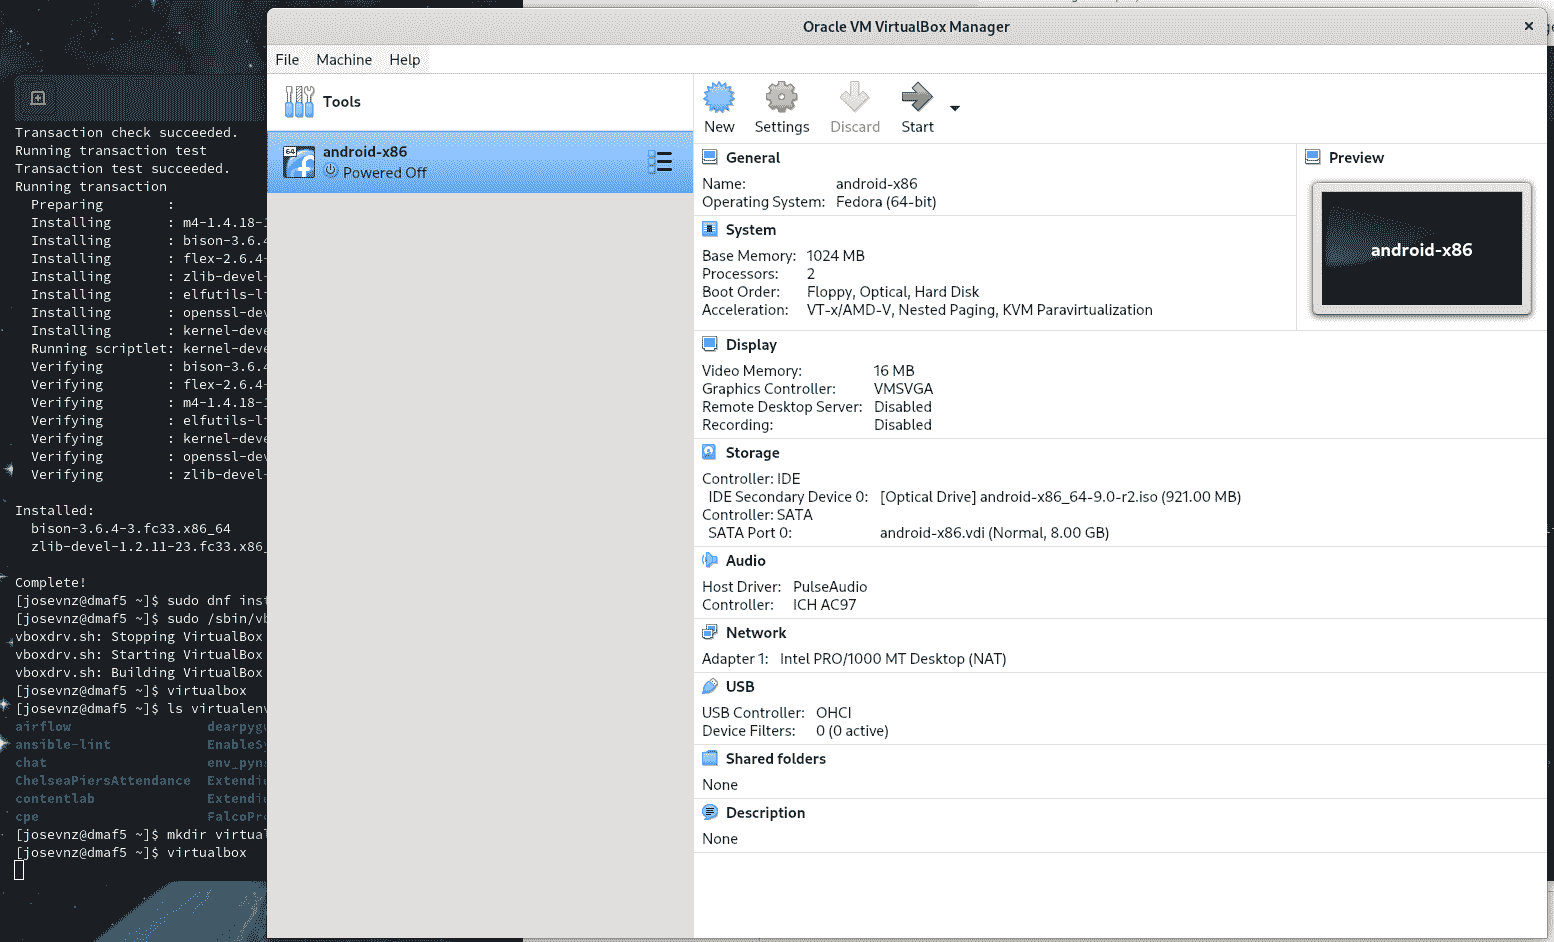 Oracle VM VirtualBox Manager
File Machine Help
Tools
64
android-x86
Powered Off
New Settings Discard Start
General
Name: android-x86
Operating System: Fedora (64-bit)
Preview
android-x86
System
Base Memory: 1024 MB
Processors: 2
Boot Order: Floppy, Optical, Hard Disk
Acceleration: VT-x/AMD-V, Nested Paging, KVM Paravirtualization
Display
Video Memory: 16 MB
Graphics Controller: VMSVGA
Remote Desktop Server: Disabled
Recording: Disabled
Storage
Controller: IDE
IDE Secondary Device 0: [Optical Drive] android-x86_64-9.0-r2.iso (921.00 MB)
Controller: SATA
SATA Port 0: android-x86.vdi (Normal, 8.00 GB)
Audio
Host Driver: PulseAudio
Controller: ICH AC97
Network
Adapter 1: Intel PRO/1000 MT Desktop (NAT)
USB
USB Controller: OHCI
Device Filters: 0 (0 active)
Shared folders
None
Description
None
Transaction check succeeded.
Running transaction test
Transaction test succeeded.
Running transaction
Preparing :
Installing : m4-1.4.18-
Installing : bison-3.6.4
Installing : flex-2.6.4-
Installing : zlib-devel-
Installing : elfutils-li
Installing : openssl-dev
Installing : kernel-deve
Running scriptlet: kernel-deve
Verifying : bison-3.6.4
Verifying : flex-2.6.4-
Verifying : m4-1.4.18-
Verifying : elfutils-li
Verifying : kernel-deve
Verifying : openssl-dev
Verifying : zlib-devel-
Installed:
bison-3.6.4-3.fc33.x86_64
zlib-devel-1.2.11-23.fc33.x86_
Complete!
[josevnz@dmaf5 ~]$ sudo dnf inst
[josevnz@dmaf5 ~]$ sudo /sbin/vb
vboxdrv.sh: Stopping VirtualBox
vboxdrv.sh: Starting VirtualBox
vboxdrv.sh: Building VirtualBox
[josevnz@dmaf5 ~]$ virtualbox
[josevnz@dmaf5 ~]$ ls virtualenv
airflow dearpygu
ansible-lint EnableSy
chat env_pyns
ChelseaPiersAttendance Extendi
contentlab Extendi
cpe FalcoPr
[josevnz@dmaf5 ~]$ mkdir virtual
[josevnz@dmaf5 ~]$ virtualbox